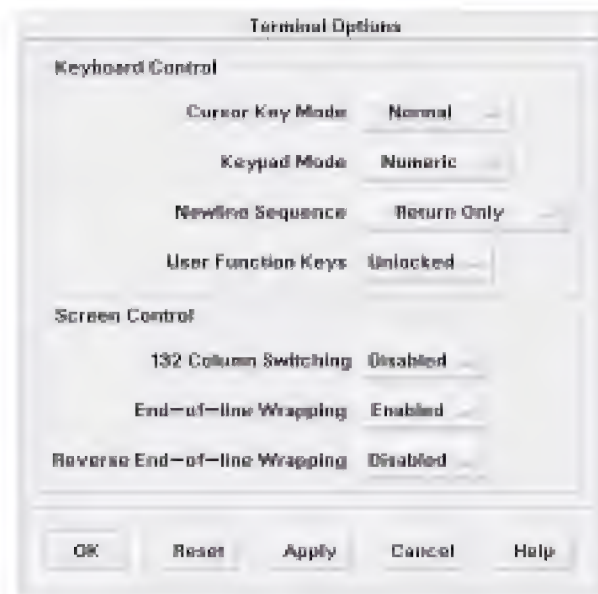 Terminal Options
Keyboard Control
Cursor Key Mode Normal
Keypad Mode Numeric
Newline Sequence Return Only
User Function Keys Unlocked
Screen Control
132 Column Switching Disabled
End-of-line Wrapping Enabled
Reverse End-of-line Wrapping Disabled
OK Reset Apply Cancel Help